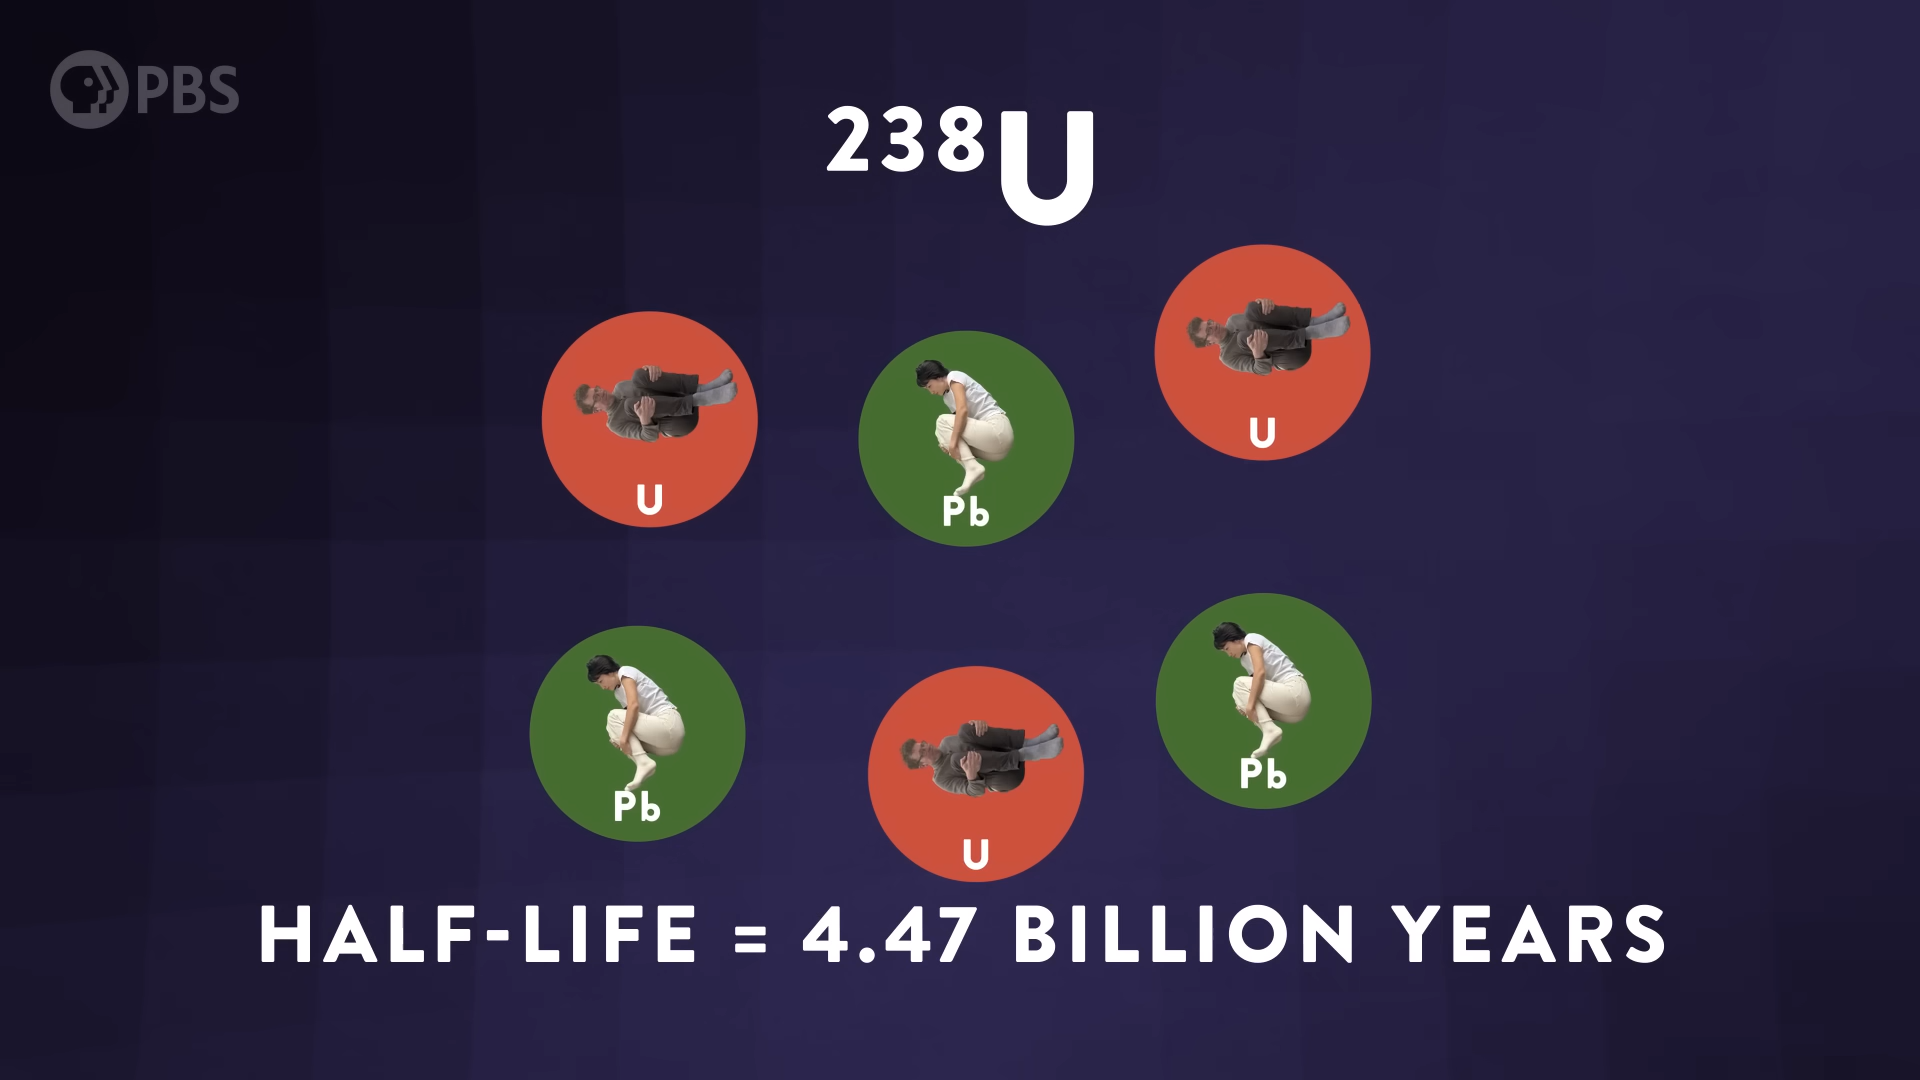 PBS
238U
U
Pb
U
Pb
U
Pb
HALF-LIFE = 4.47 BILLION YEARS